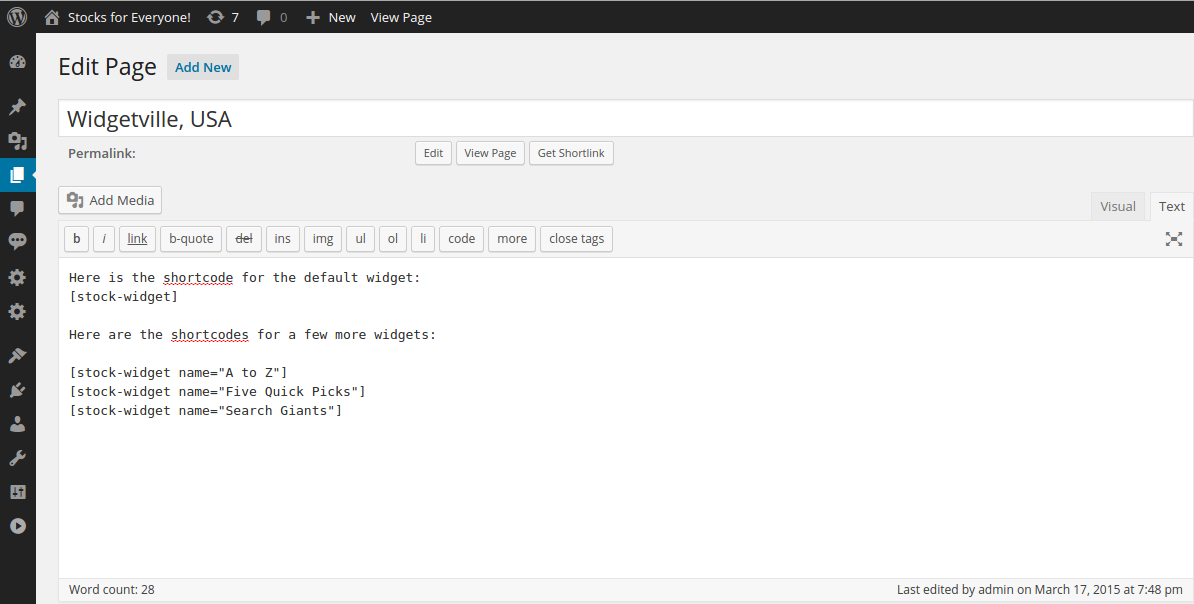 Stocks for Everyone! 7 0 New View Page
Edit Page Add New
Widgetville, USA
Permalink: Edit View Page Get Shortlink
Add Media Visual Text
b i link b-quote del ins img ul ol li code more close tags
Here is the shortcode for the default widget:
[stock-widget]
Here are the shortcodes for a few more widgets:
[stock-widget name="A to Z"]
[stock-widget name="Five Quick Picks"]
[stock-widget name="Search Giants"]
Word count: 28 Last edited by admin on March 17, 2015 at 7:48 pm